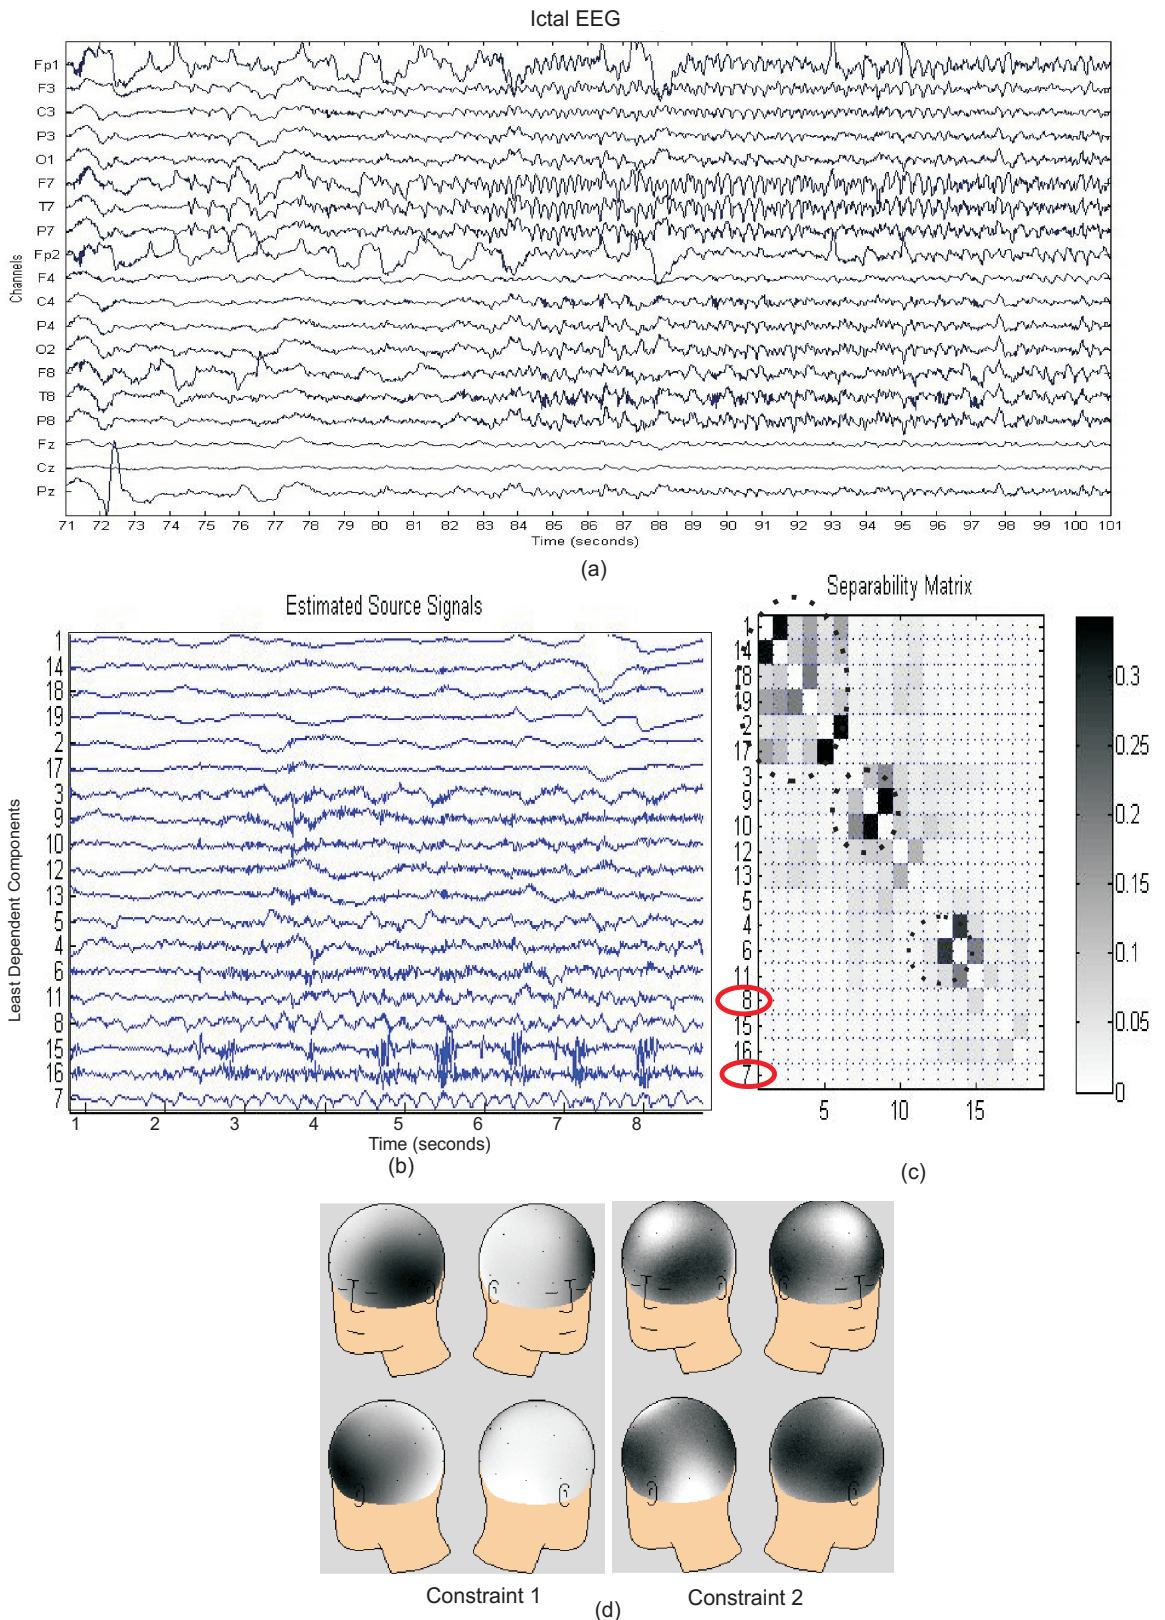 Ictal EEG
Channels
Fp1
F3
C3
P3
O1
F7
T7
P7
Fp2
F4
C4
P4
O2
F8
T8
P8
Fz
Cz
Pz
71 72 73 74 75 76 77 78 79 80 81 82 83 84 85 86 87 88 89 90 91 92 93 94 95 96 97 98 99 100 101
Time (seconds)
(a)
Estimated Source Signals
Least Dependent Components
1
14
18
19
2
17
3
9
10
12
13
5
4
6
11
8
15
16
7
1 2 3 4 5 6 7 8
Time (seconds)
(b)
Separability Matrix
1
14
18
19
2
17
3
9
10
12
13
5
4
6
11
8
15
16
7
5 10 15
0.3
0.25
0.2
0.15
0.1
0.05
0
(c)
Constraint 1 Constraint 2
(d)